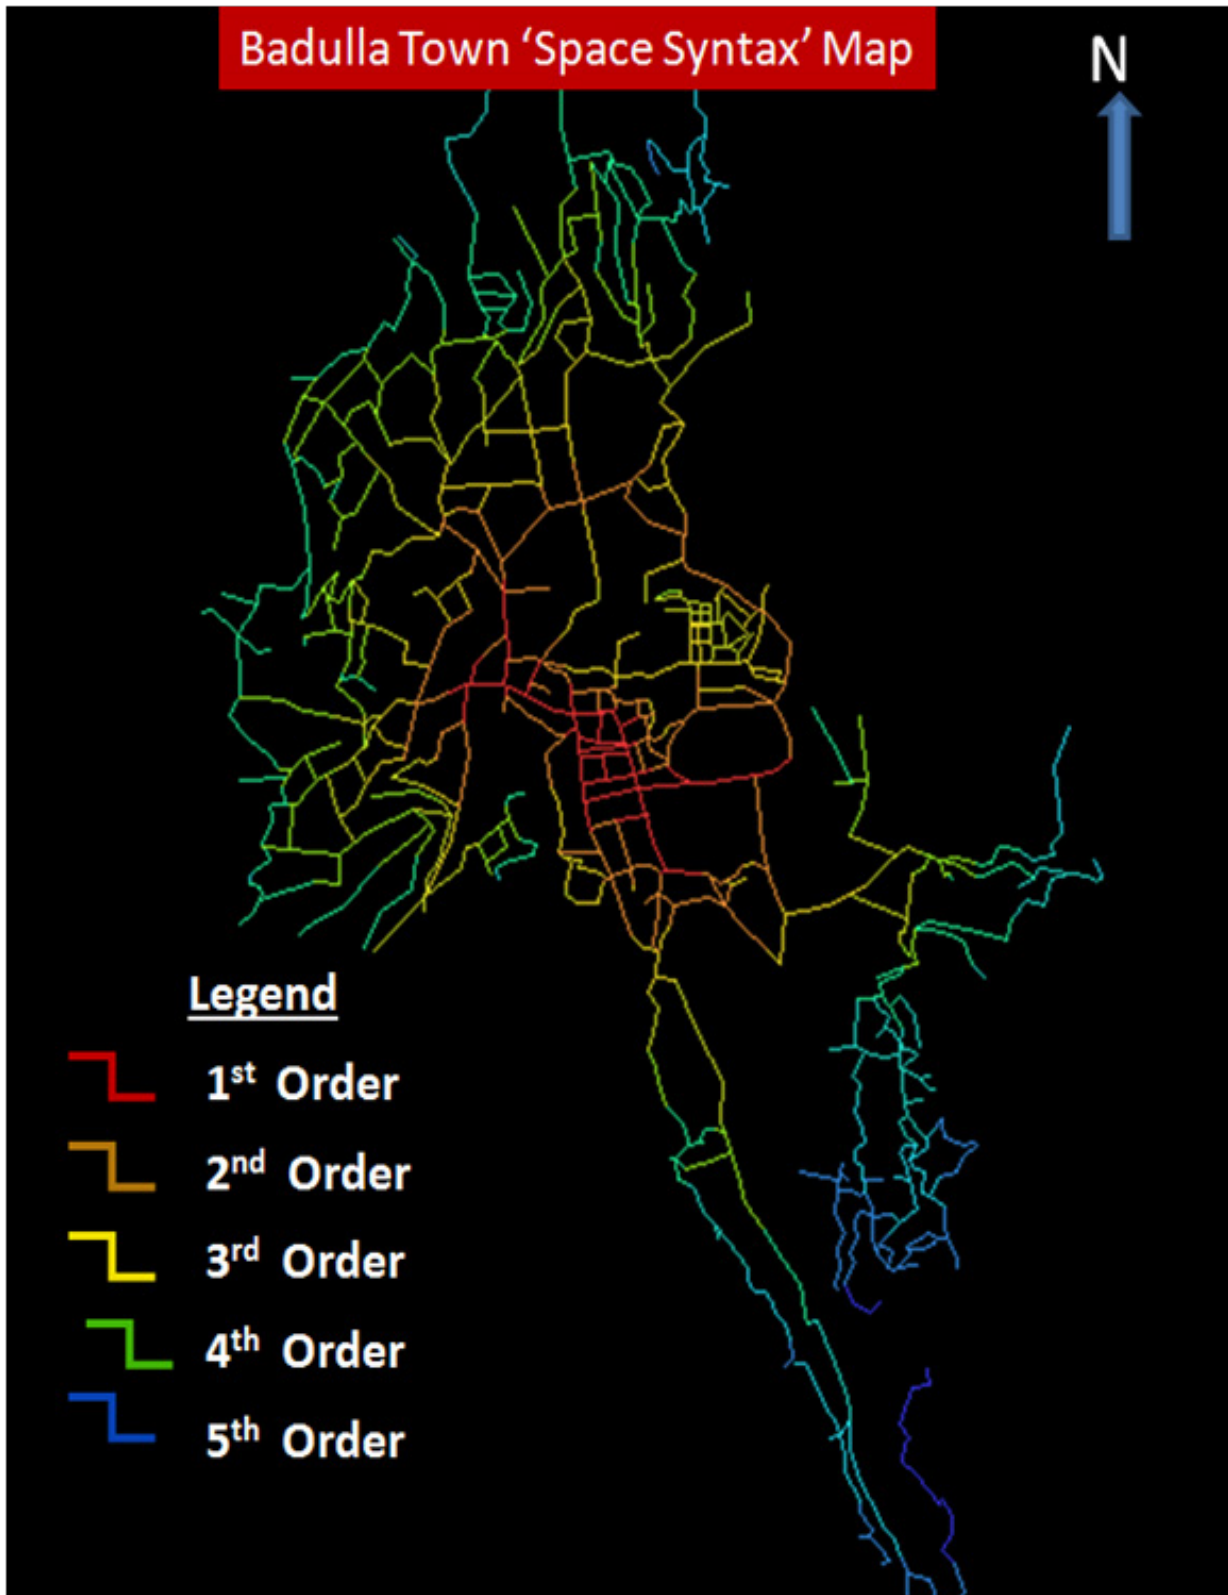 Badulla Town ‘Space Syntax’ Map
N
Legend
1st Order
2nd Order
3rd Order
4th Order
5th Order